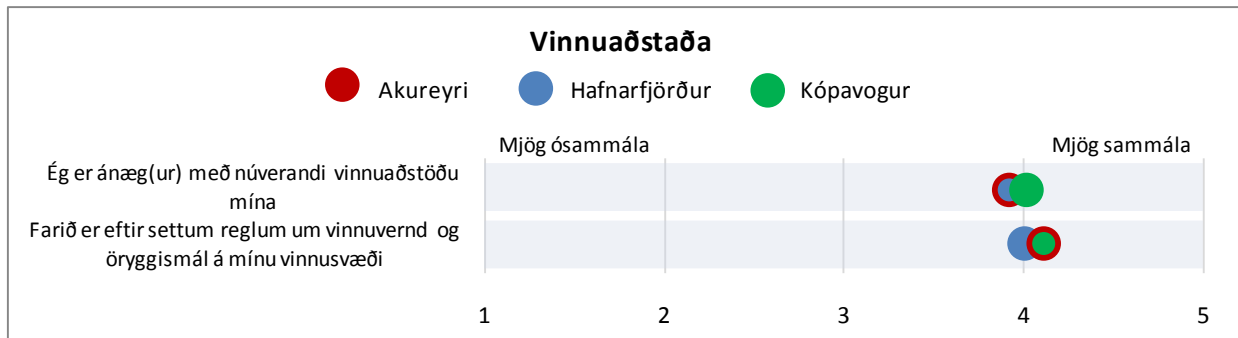 Vinnuaðstaða
Akureyri Hafnarfjörður Kópavogur
Mjög ósammála Mjög sammála
Ég er ánæg(ur) með núverandi vinnuaðstöðu
mína
Farið er eftir settum reglum um vinnuvernd og
öryggismál á mínu vinnusvæði
1 2 3 4 5